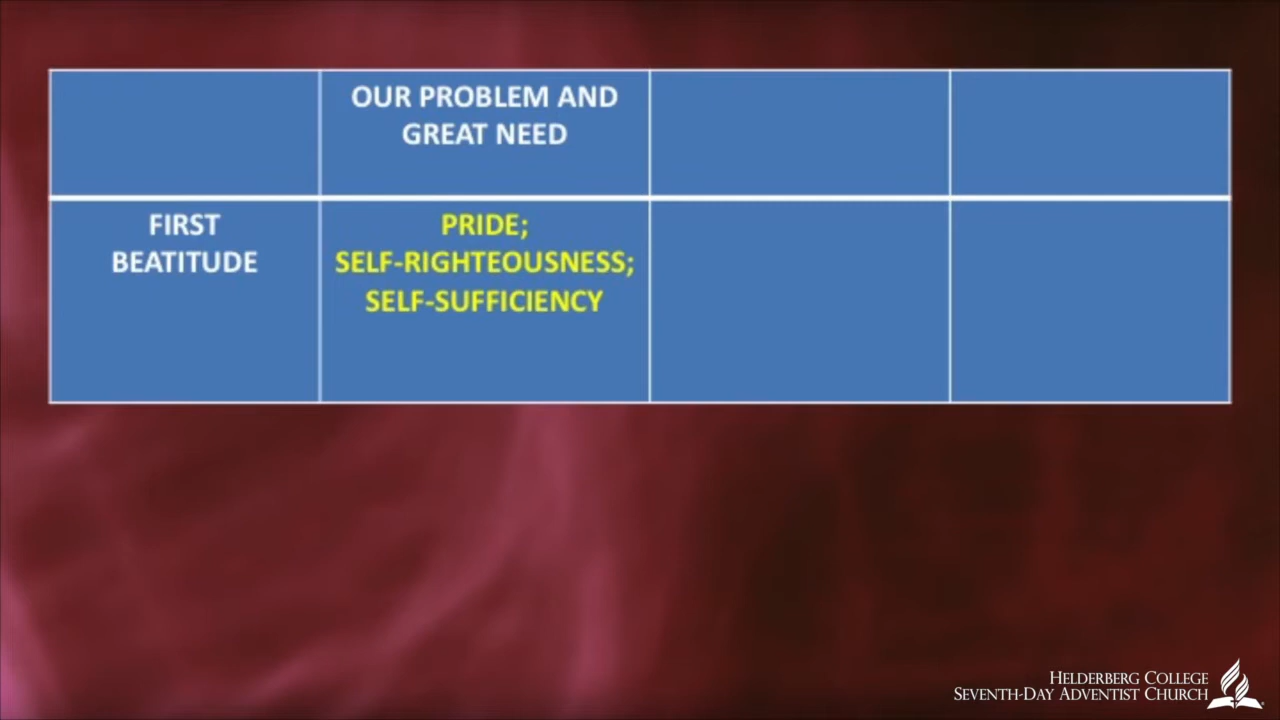 OUR PROBLEM AND
GREAT NEED
FIRST
BEATITUDE
PRIDE;
SELF-RIGHTEOUSNESS;
SELF-SUFFICIENCY
HELDERBERG COLLEGE
SEVENTH-DAY ADVENTIST CHURCH